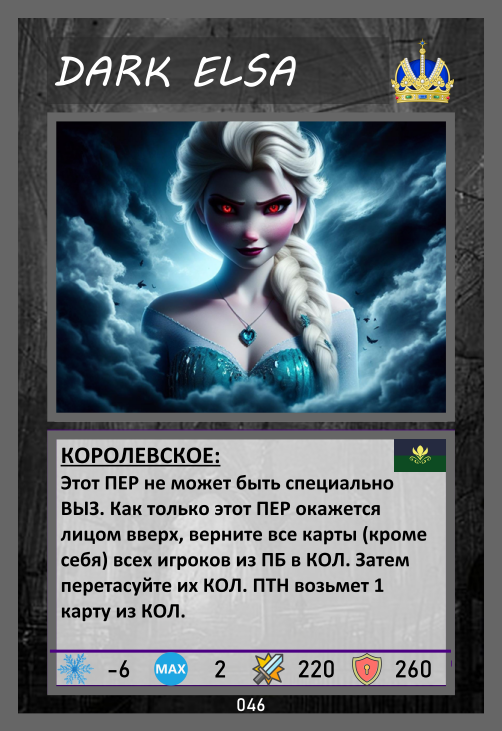 DARK ELSA
КОРОЛЕВСКОЕ:
Этот ПЕР не может быть специально
ВЫЗ. Как только этот ПЕР окажется
лицом вверх, верните все карты (кроме
себя) всех игроков из ПБ в КОЛ. Затем
перетасуйте их КОЛ. ПТН возьмет 1
карту из КОЛ.
-6 MAX 2 220 260
046